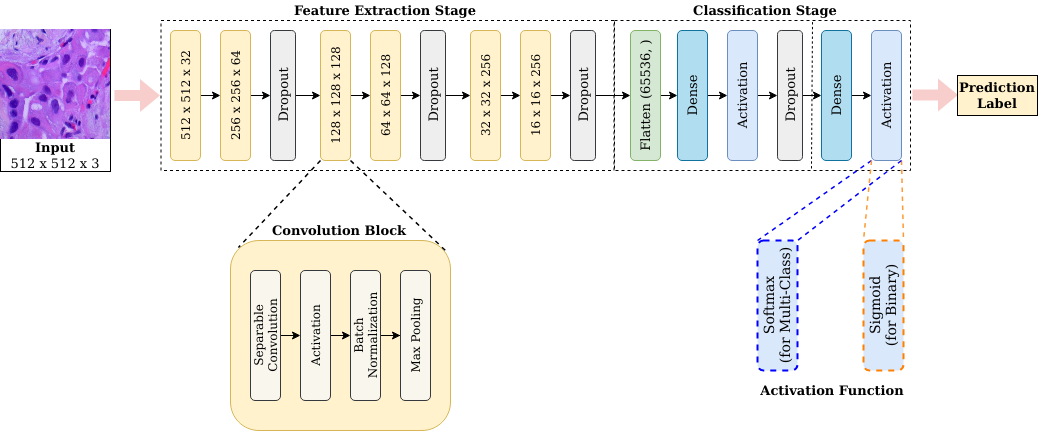 Feature Extraction Stage
Classification Stage
Input
512 x 512 x 3
512 x 512 x 32
256 x 256 x 64
Dropout
128 x 128 x 128
64 x 64 x 128
Dropout
32 x 32 x 256
16 x 16 x 256
Dropout
Flatten (65536, )
Dense
Activation
Dropout
Dense
Activation
Prediction
Label
Convolution Block
Separable
Convolution
Activation
Batch
Normalization
Max Pooling
Softmax
(for Multi-Class)
Sigmoid
(for Binary)
Activation Function